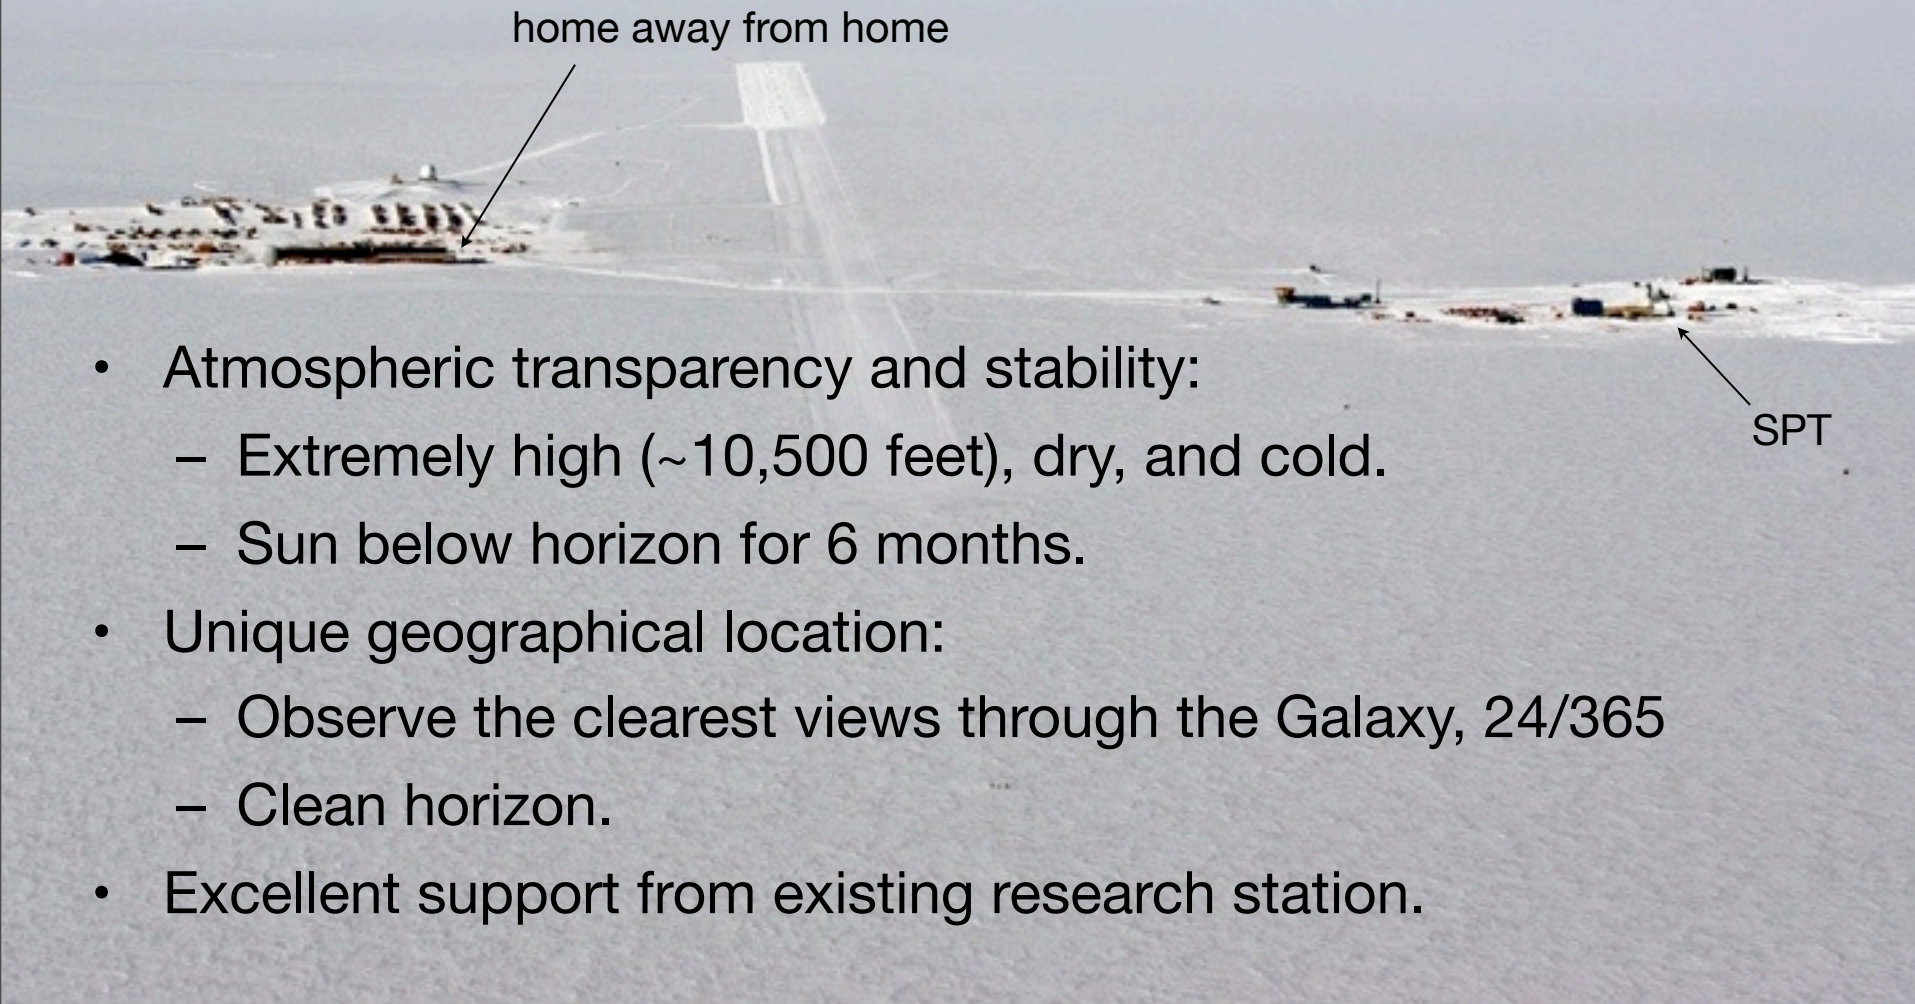 home away from home
• Atmospheric transparency and stability:
– Extremely high (~10,500 feet), dry, and cold.
SPT
– Sun below horizon for 6 months.
• Unique geographical location:
– Observe the clearest views through the Galaxy, 24/365
– Clean horizon.
• Excellent support from existing research station.